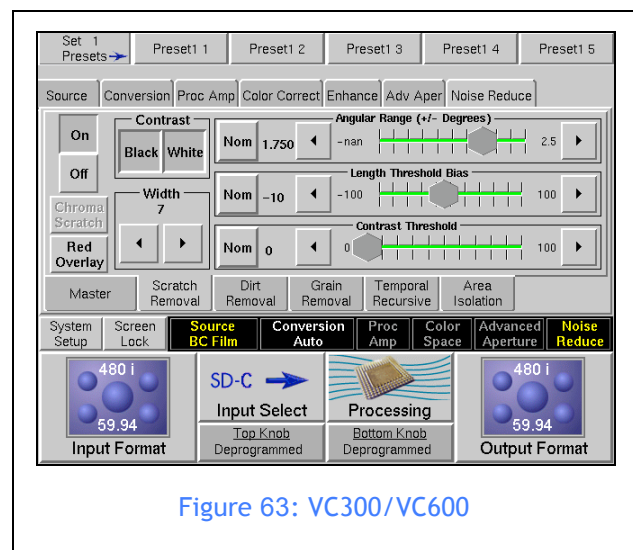 Set 1 Presets
Preset1 1
Preset1 2
Preset1 3
Preset1 4
Preset1 5
Source
Conversion
Proc Amp
Color Correct
Enhance
Adv Aper
Noise Reduce
On
Off
Chroma Scratch
Red Overlay
Contrast
Black
White
Width
7
Angular Range (+/- Degrees)
Nom
1.750
-nan
2.5
Length Threshold Bias
Nom
-10
-100
100
Contrast Threshold
Nom
0
0
100
Master
Scratch Removal
Dirt Removal
Grain Removal
Temporal Recursive
Area Isolation
System Setup
Screen Lock
Source BC Film
Conversion Auto
Proc Amp
Color Space
Advanced Aperture
Noise Reduce
480 i
59.94
Input Format
SD-C
Input Select
Processing
Top Knob
Deprogrammed
Bottom Knob
Deprogrammed
480 i
59.94
Output Format
Figure 63: VC300/VC600